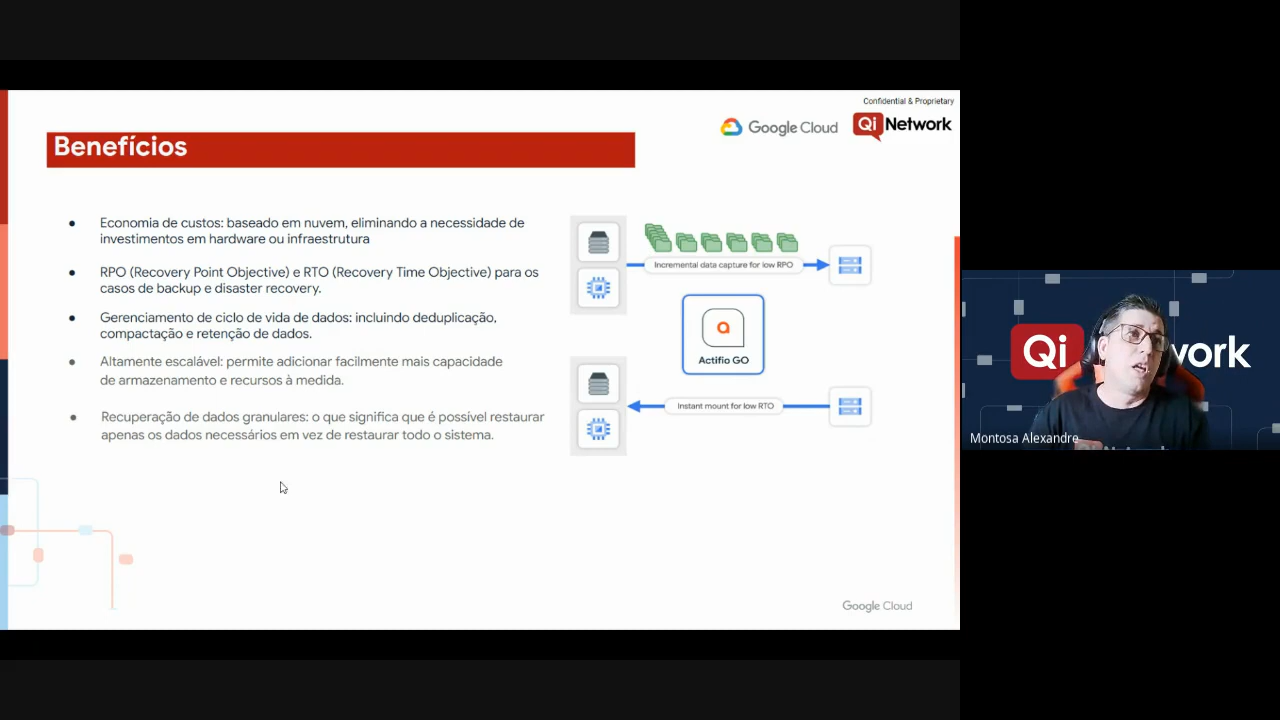 Confidential & Proprietary
Google Cloud
Qi Network
Benefícios
Economia de custos: baseado em nuvem, eliminando a necessidade de
investimentos em hardware ou infraestrutura
RPO (Recovery Point Objective) e RTO (Recovery Time Objective) para os
casos de backup e disaster recovery.
Gerenciamento de ciclo de vida de dados: incluindo deduplicação,
compactação e retenção de dados.
Altamente escalável: permite adicionar facilmente mais capacidade
de armazenamento e recursos à medida.
Recuperação de dados granulares: o que significa que é possível restaurar
apenas os dados necessários em vez de restaurar todo o sistema.
Incremental data capture for low RPO
Actifio GO
Instant mount for low RTO
Google Cloud
Qi
work
Montosa Alexandre